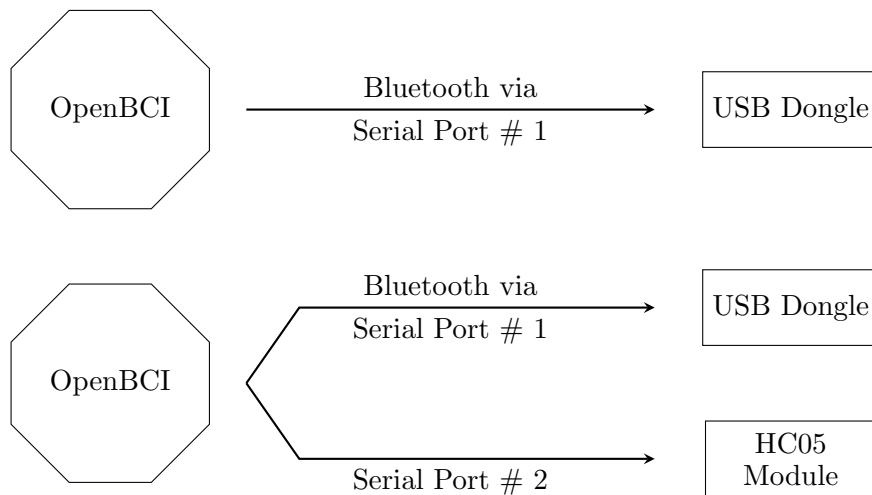 OpenBCI
Bluetooth via
Serial Port # 1
USB Dongle
OpenBCI
Bluetooth via
Serial Port # 1
USB Dongle
Serial Port # 2
HC05
Module